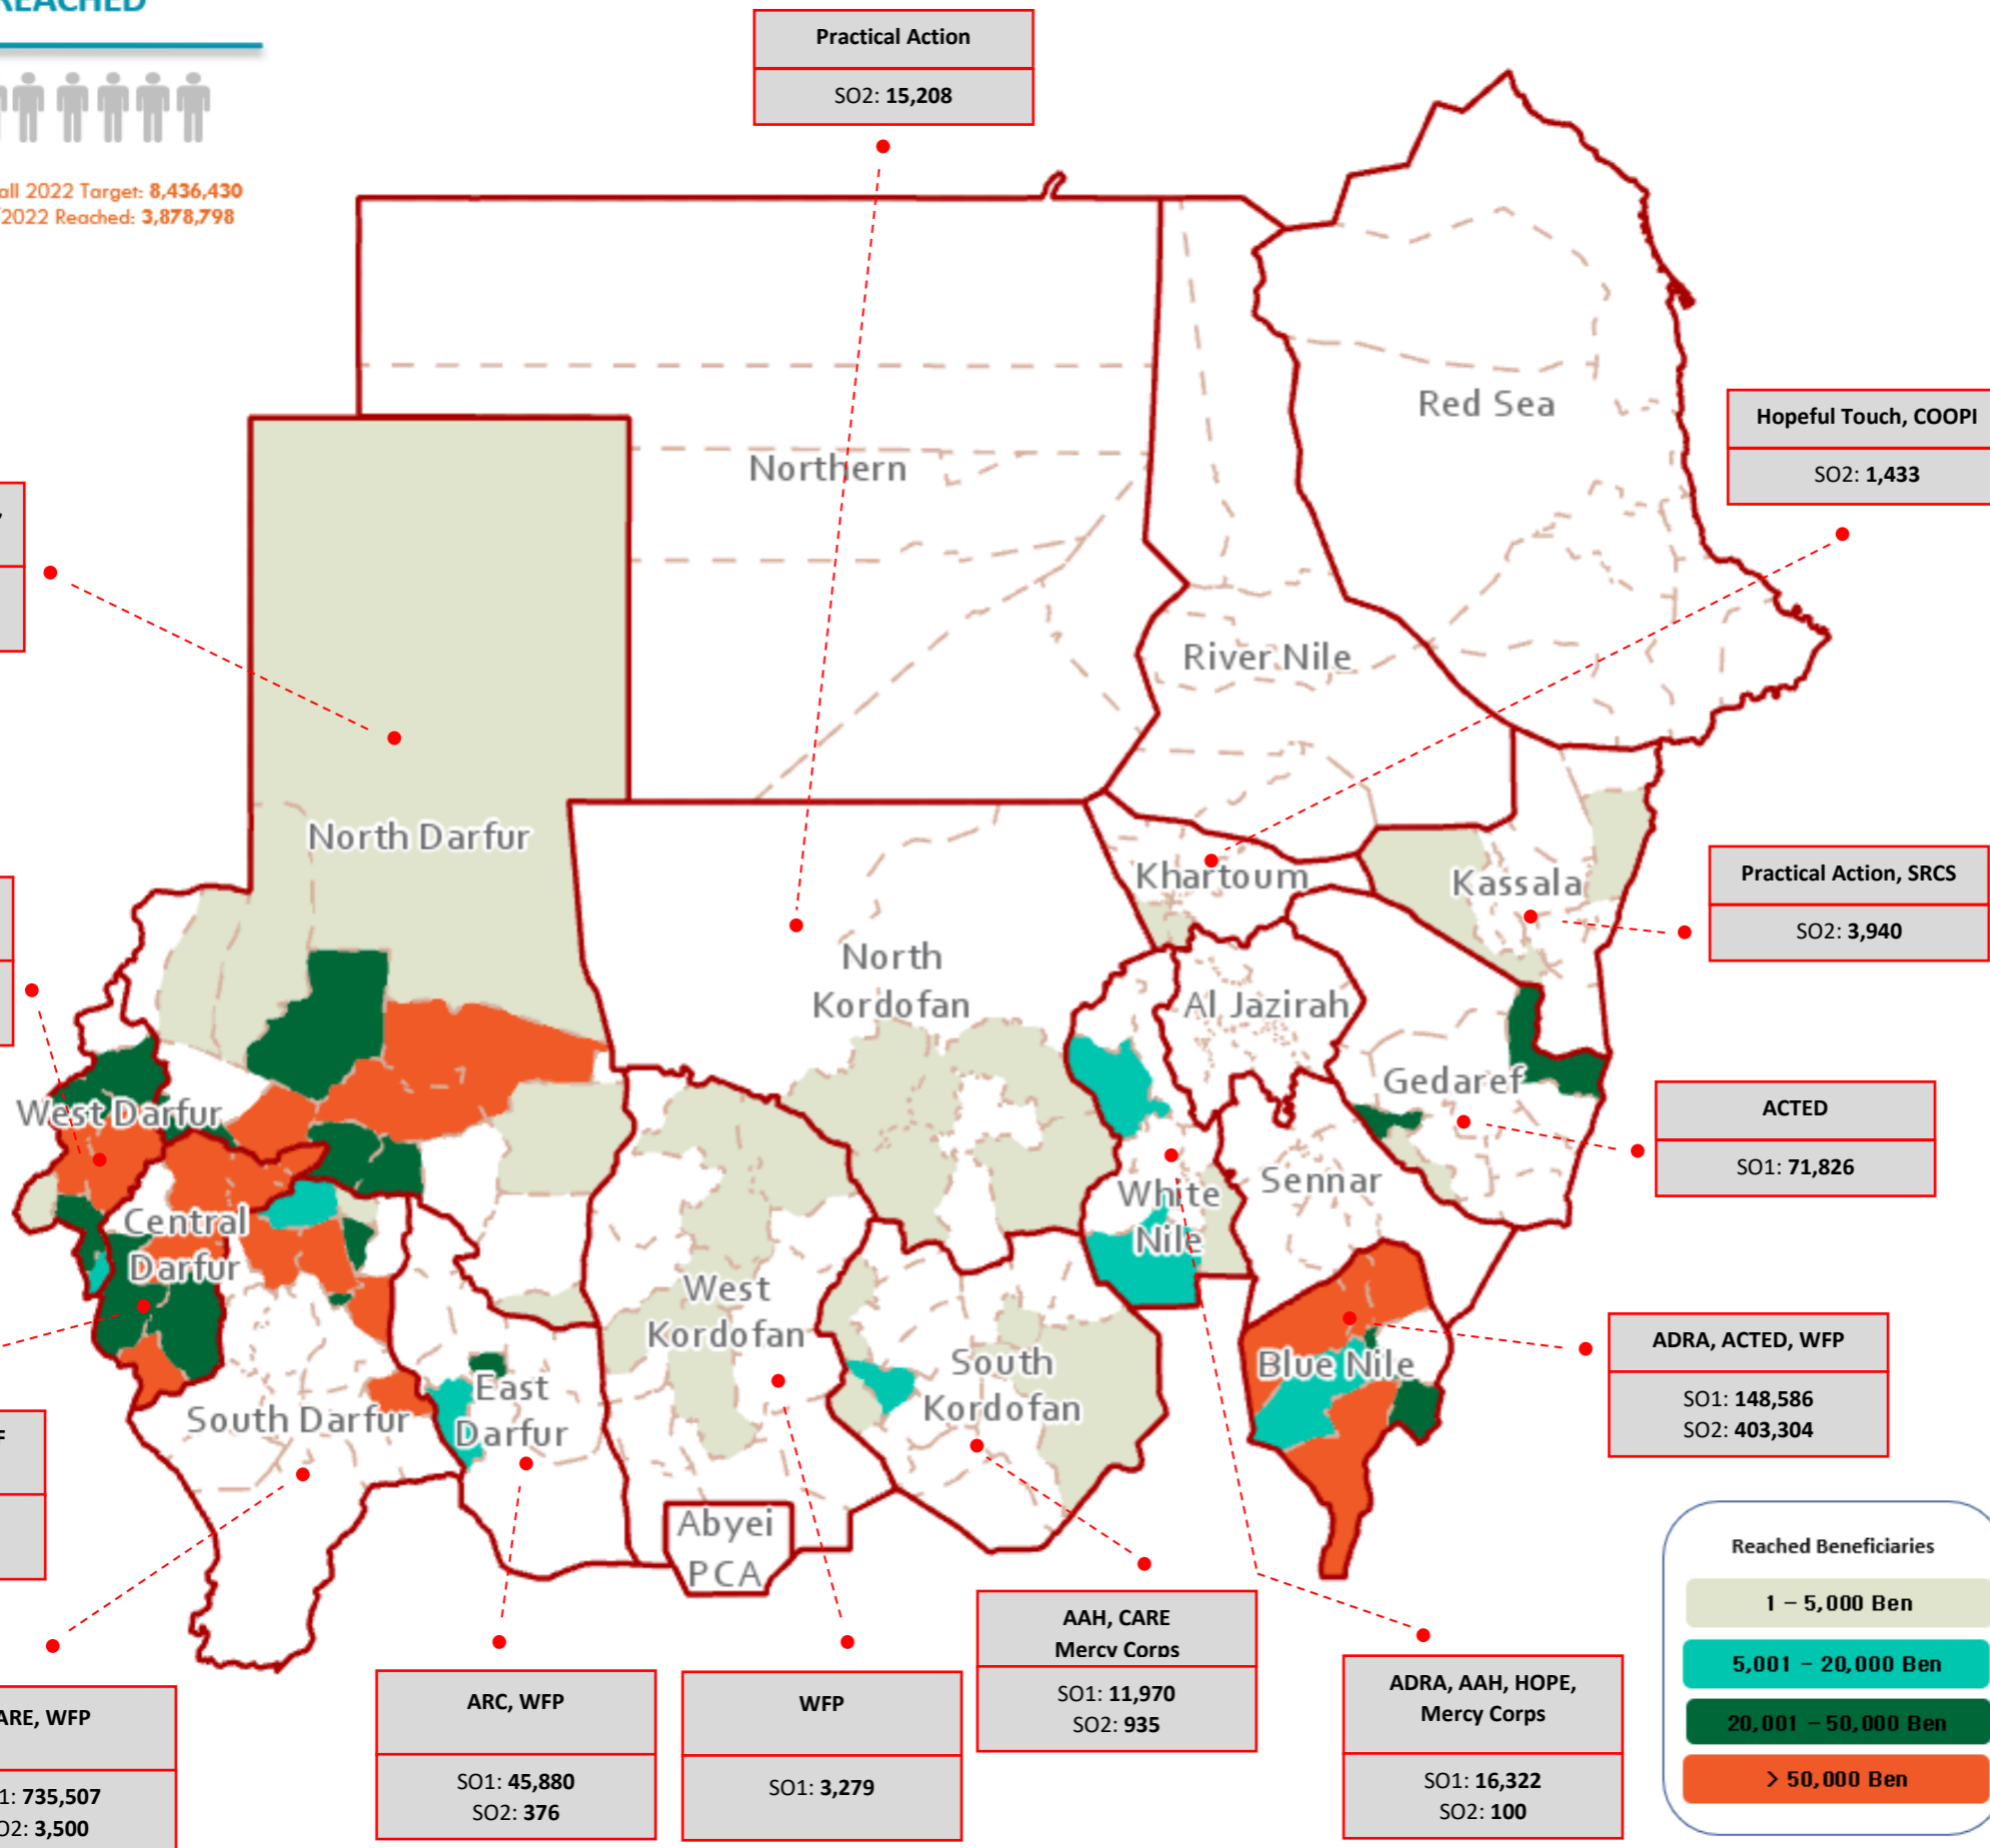 REACHED
all 2022 Target: 8,436,430
2022 Reached: 3,878,798
Practical Action
SO2: 15,208
Hopeful Touch, COOPI
SO2: 1,433
Northern
Red Sea
River Nile
North Darfur
Khartoum
Kassala
Practical Action, SRCS
SO2: 3,940
North
Kordofan
Al Jazirah
Gedaref
West Darfur
ACTED
SO1: 71,826
Central
Darfur
White
Nile
Sennar
West
Kordofan
South
Kordofan
Blue Nile
ADRA, ACTED, WFP
SO1: 148,586
SO2: 403,304
South Darfur
East
Darfur
Abyei
PCA
ARE, WFP
1: 735,507
O2: 3,500
ARC, WFP
SO1: 45,880
SO2: 376
WFP
SO1: 3,279
AAH, CARE
Mercy Corps
SO1: 11,970
SO2: 935
ADRA, AAH, HOPE,
Mercy Corps
SO1: 16,322
SO2: 100
Reached Beneficiaries
1 – 5,000 Ben
5,001 – 20,000 Ben
20,001 – 50,000 Ben
> 50,000 Ben